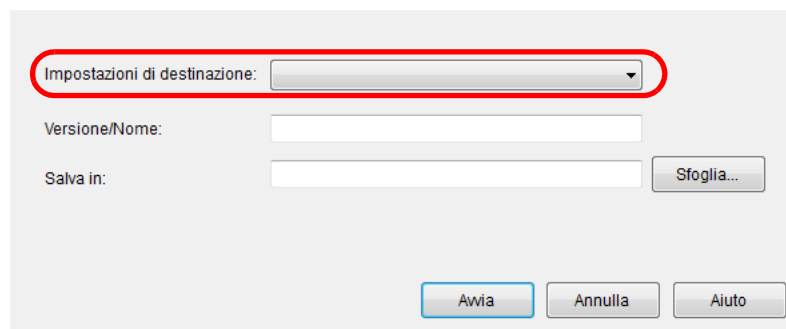 Impostazioni di destinazione:
Versione/Nome:
Salva in:
Sfoglia...
Avvia
Annulla
Aiuto